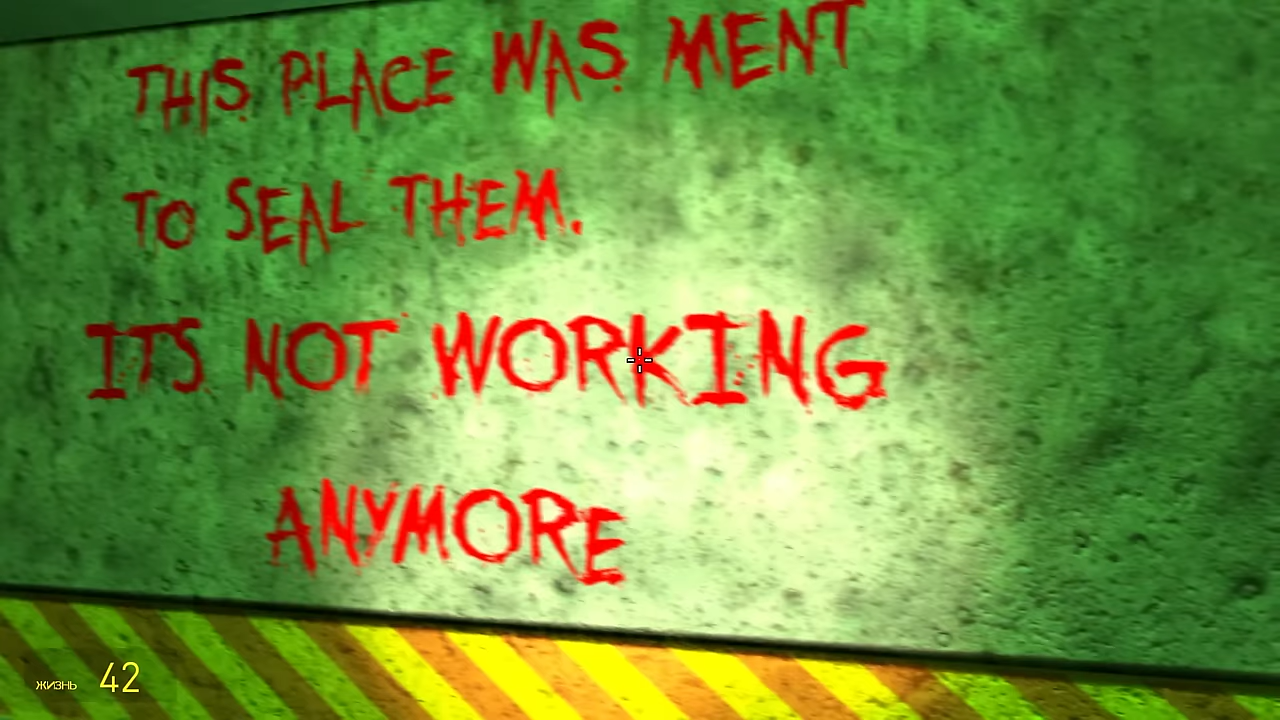 THIS PLACE WAS MENT
TO SEAL THEM.
ITS NOT WORKING
ANYMORE
жизнь 42